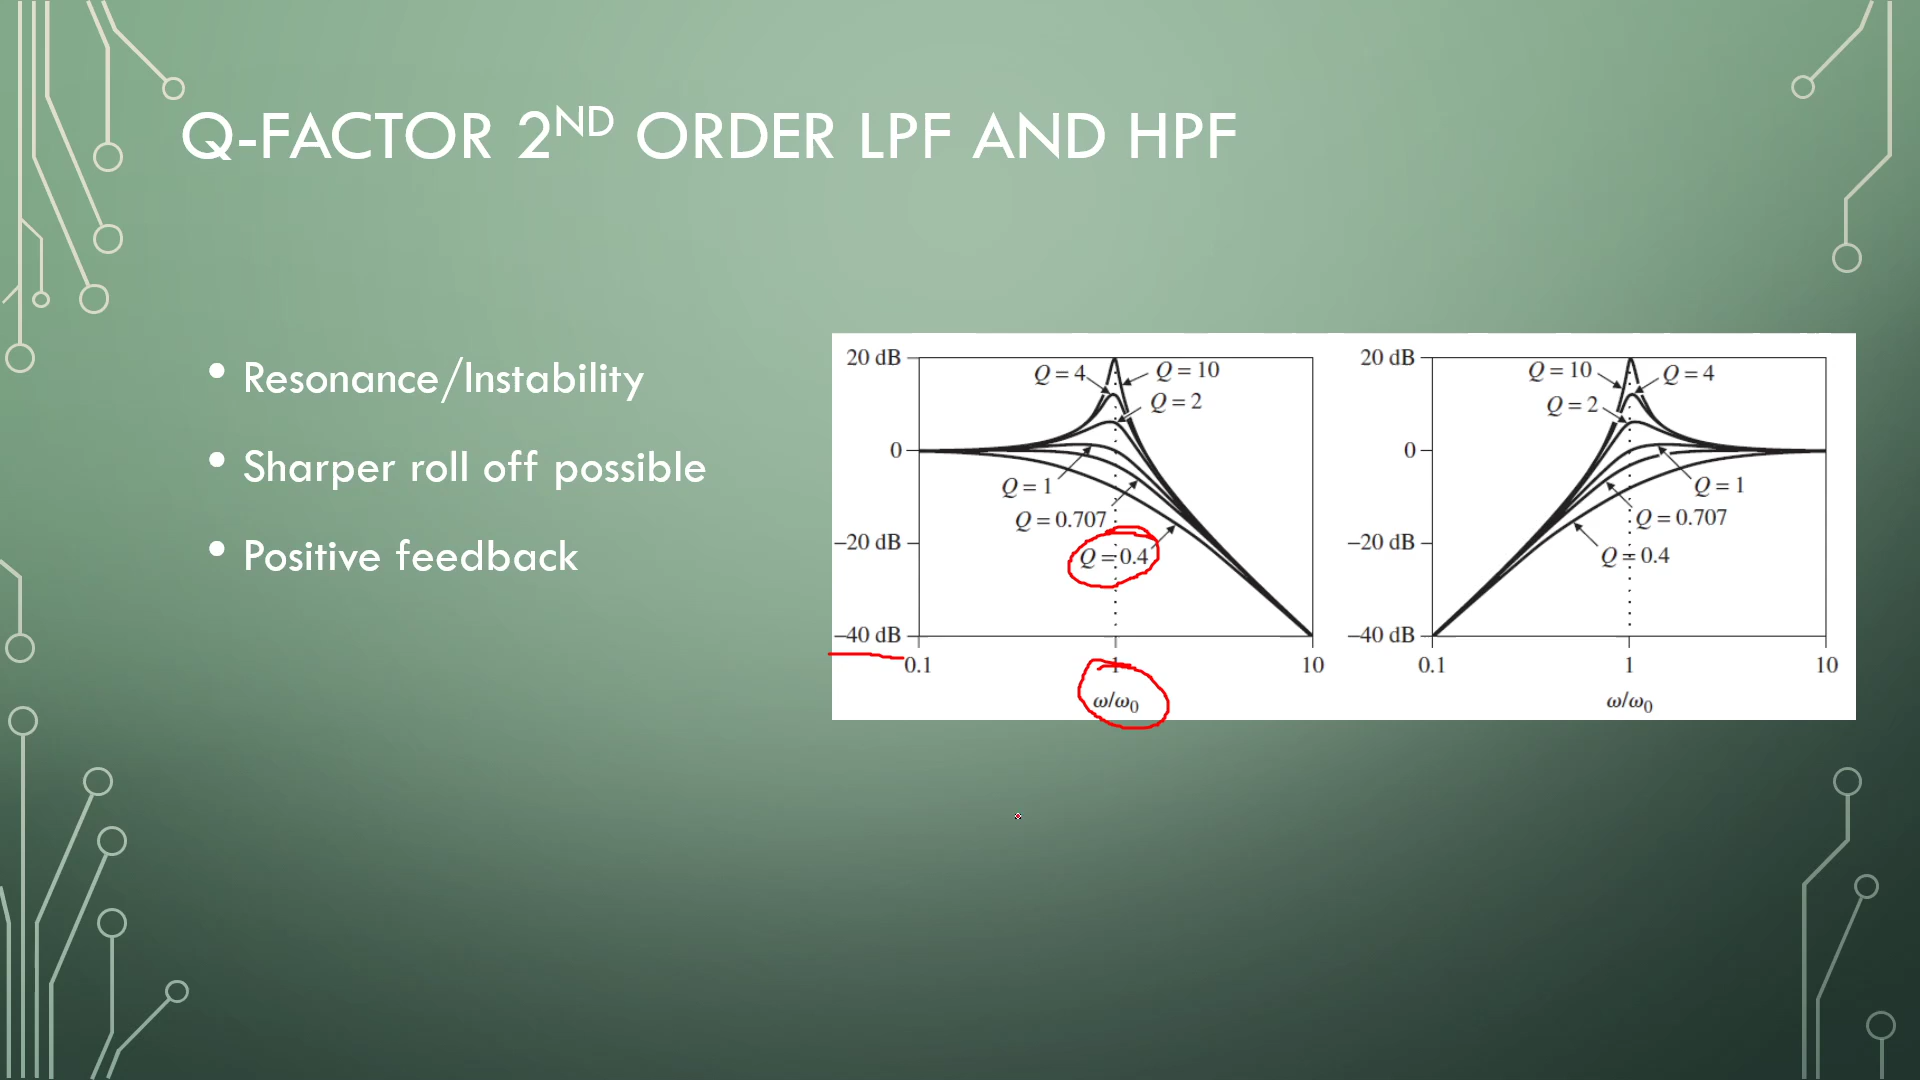 Q-FACTOR 2ND ORDER LPF AND HPF
• Resonance/Instability
• Sharper roll off possible
• Positive feedback
20 dB
0
–20 dB
–40 dB
Q = 4
Q = 10
Q = 2
Q = 1
Q = 0.707
Q = 0.4
0.1
1
10
ω/ω0
20 dB
0
–20 dB
–40 dB
Q = 10
Q = 4
Q = 2
Q = 1
Q = 0.707
Q = 0.4
0.1
1
10
ω/ω0